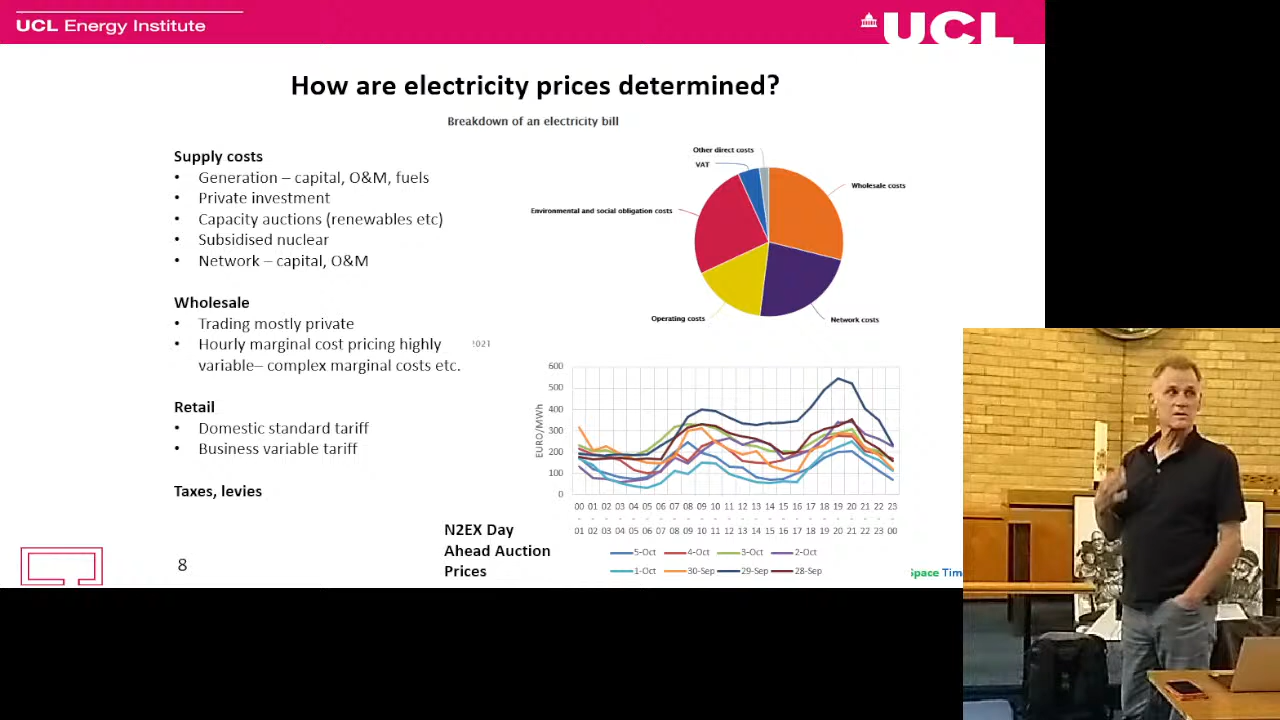 UCL Energy Institute
UCL
How are electricity prices determined?
Breakdown of an electricity bill
Supply costs
• Generation – capital, O&M, fuels
• Private investment
• Capacity auctions (renewables etc)
• Subsidised nuclear
• Network – capital, O&M
Wholesale
• Trading mostly private
• Hourly marginal cost pricing highly
variable– complex marginal costs etc.
Retail
• Domestic standard tariff
• Business variable tariff
Taxes, levies
Other direct costs
VAT
Wholesale costs
Environmental and social obligation costs
Operating costs
Network costs
2021
EURO/MWh
600
500
400
300
200
100
0
00 01 02 03 04 05 06 07 08 09 10 11 12 13 14 15 16 17 18 19 20 21 22 23
- - - - - - - - - - - - - - - - - - - - - - - -
01 02 03 04 05 06 07 08 09 10 11 12 13 14 15 16 17 18 19 20 21 22 23 00
5-Oct 4-Oct 3-Oct 2-Oct
1-Oct 30-Sep 29-Sep 28-Sep
N2EX Day
Ahead Auction
Prices
8
Space Tim